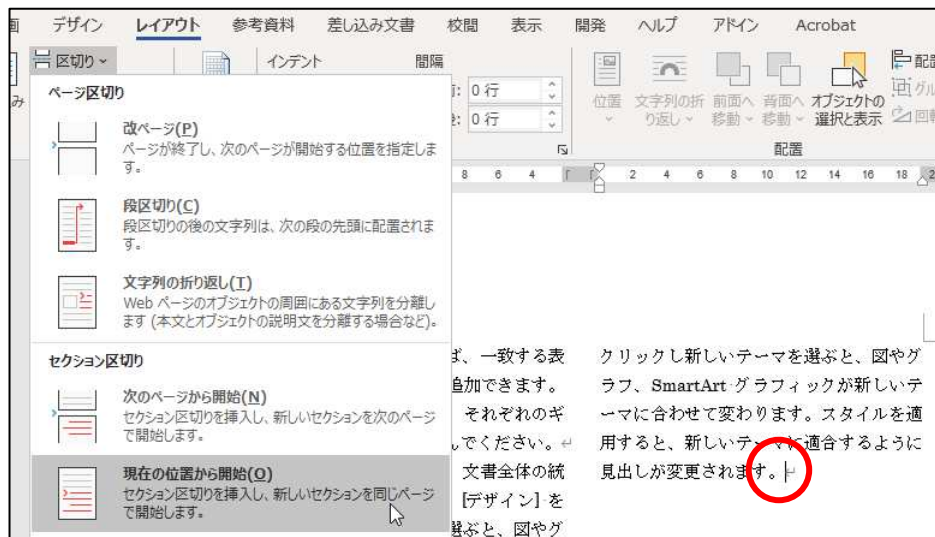 デザイン レイアウト 参考資料 差し込み文書 校閲 表示 開発 ヘルプ アドイン Acrobat
区切り
インデント 間隔
ページ区切り
改ページ(P)
ページが終了し、次のページが開始する位置を指定しま
す。
段区切り(C)
段区切りの後の文字列は、次の段の先頭に配置されま
す。
文字列の折り返し(T)
Web ページのオブジェクトの周囲にある文字列を分離し
ます (本文とオブジェクトの説明文を分離する場合など)。
セクション区切り
次のページから開始(N)
セクション区切りを挿入し、新しいセクションを次のページ
で開始します。
現在の位置から開始(O)
セクション区切りを挿入し、新しいセクションを同じページ
で開始します。
: 0 行
: 0 行
位置 文字列の折り返し 前面へ移動 背面へ移動 オブジェクトの選択と表示
配置
8 6 4 2 4 6 8 10 12 14 16 18
ば、一致する表
追加できます。
それぞれのギ
んでください。
文書全体の統
[デザイン] を
選ぶと、図やグ
クリックし新しいテーマを選ぶと、図やグ
ラフ、SmartArt グラフィックが新しいテ
ーマに合わせて変わります。スタイルを適
用すると、新しいテーマに適合するように
見出しが変更されます。